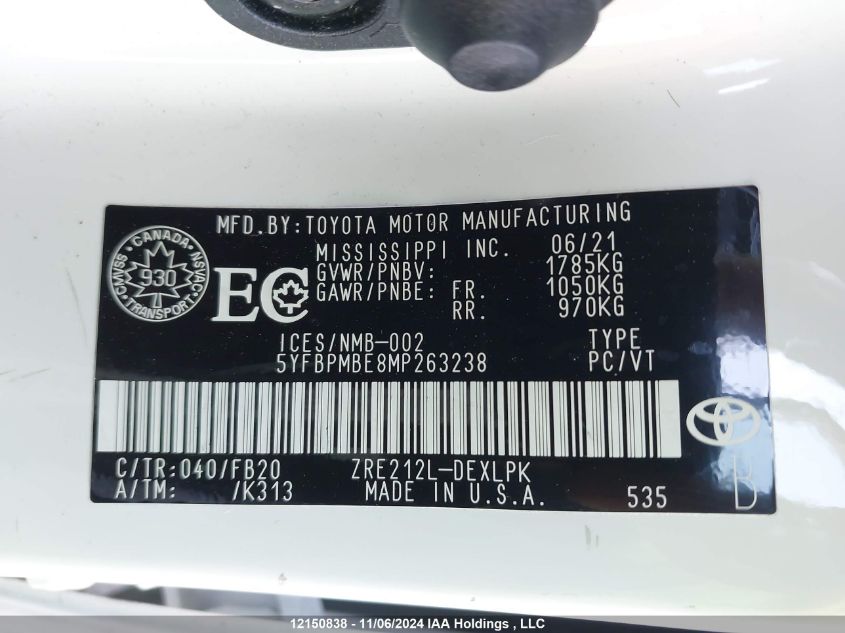 MFD.BY:TOYOTA MOTOR MANUFACTURING
MISSISSIPPI INC. 06/21
GVWR/PNBV: 1785KG
GAWR/PNBE: FR. 1050KG
RR. 970KG
CANADA
CMVSS NSVAC
930
TRANSPORT
EC
ICES/NMB-002 TYPE
5YFBPMBE8MP263238 PC/VT
C/TR:040/FB20 ZRE212L-DEXLPK
A/TM: /K313 MADE IN U.S.A. 535 B
12150838 - 11/06/2024 IAA Holdings , LLC